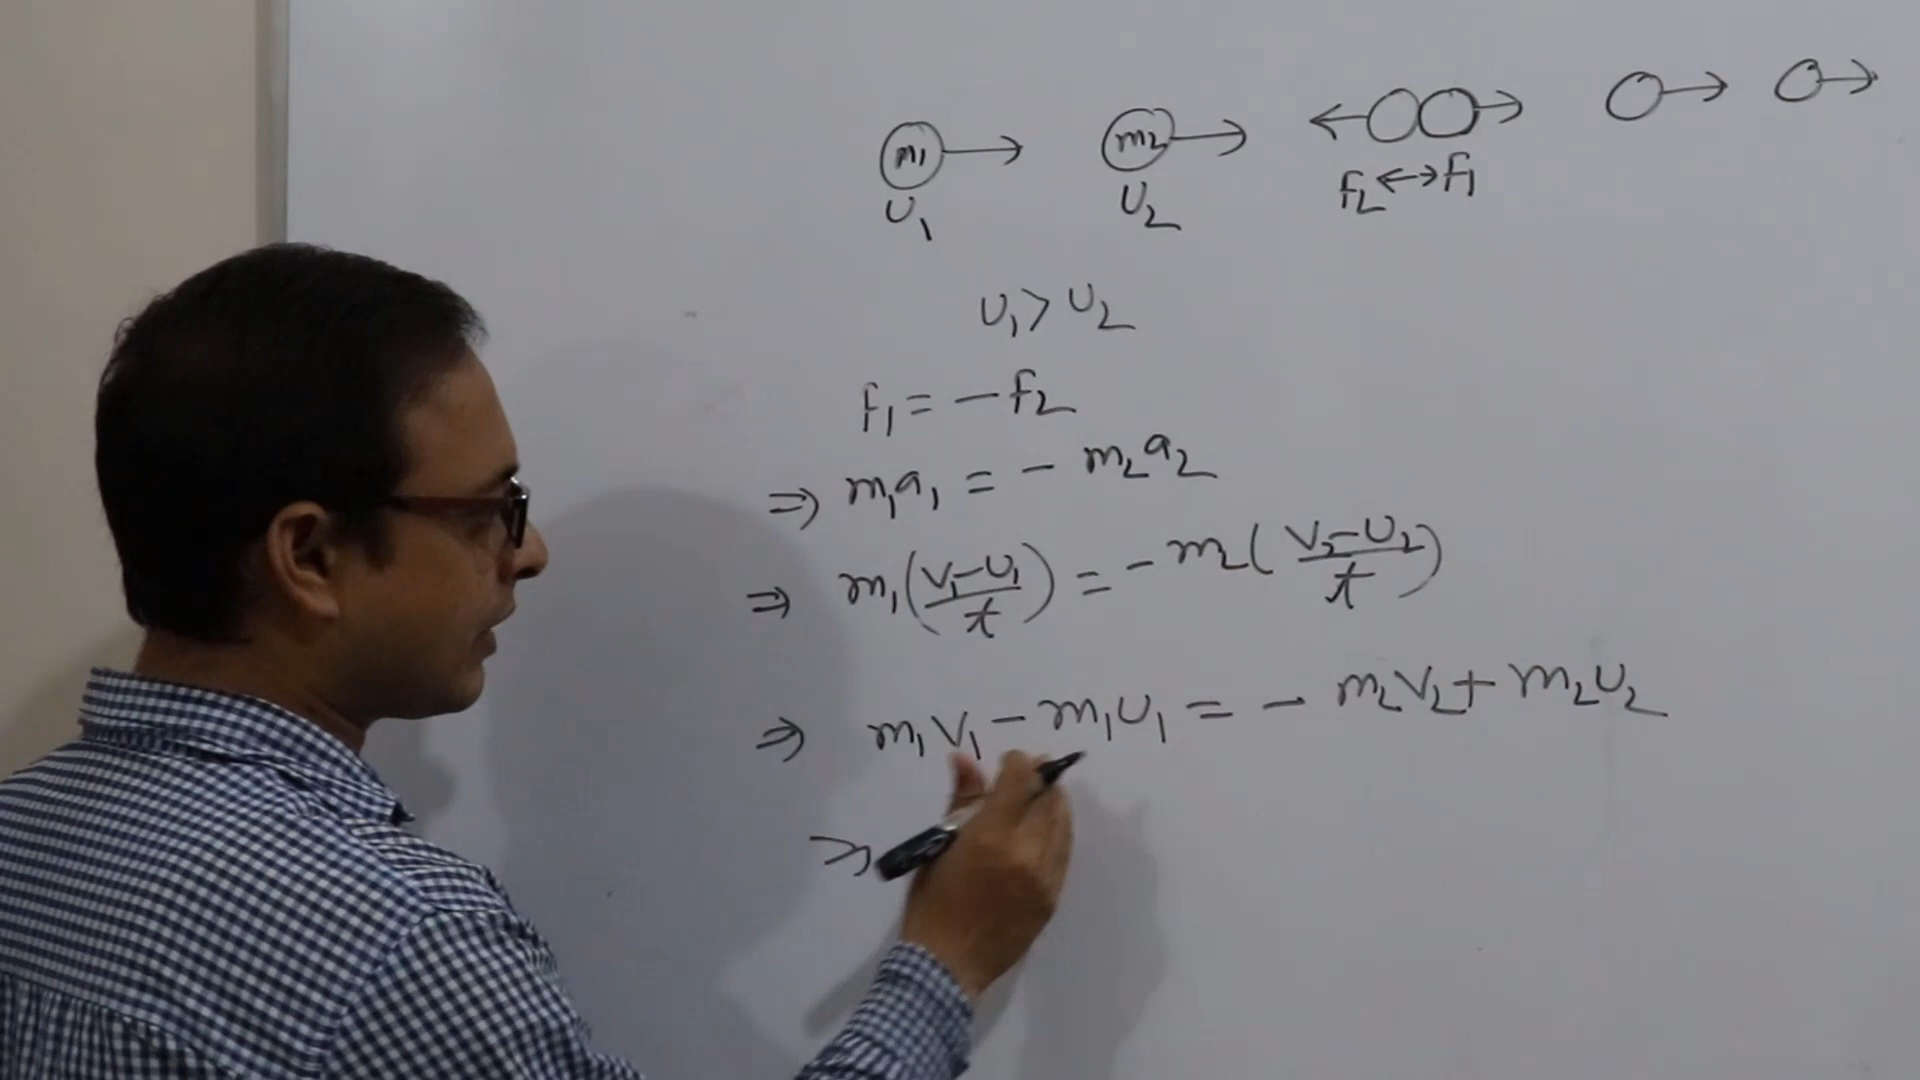 m₁ m₂
U₁ U₂ f₂ ↔ f₁
U₁ > U₂
f₁ = − f₂
⇒ m₁a₁ = − m₂a₂
⇒ m₁(V₁−U₁/t) = − m₂(V₂−U₂/t)
⇒ m₁V₁ − m₁U₁ = − m₂V₂ + m₂U₂
⇒